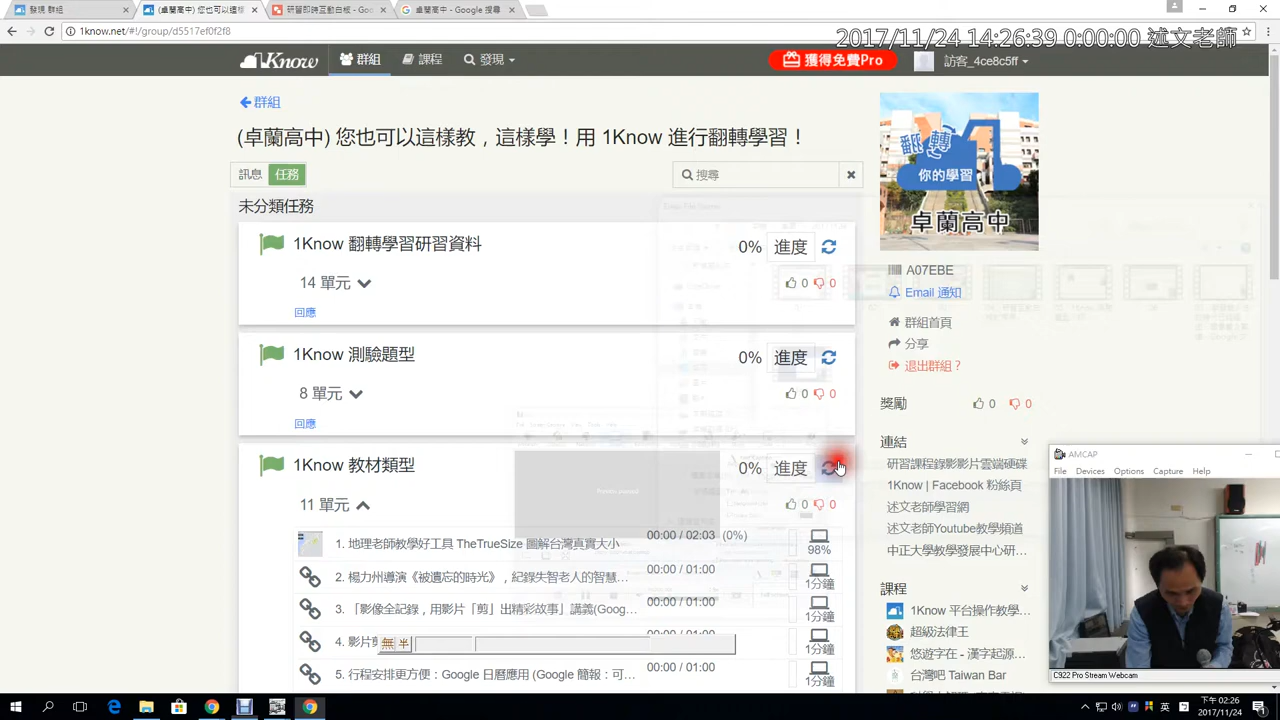 發現 群組
(卓蘭高中) 您也可以這樣
研習即時互動白板 - Goo
卓蘭高中 - Google 搜尋
1know.net/#!/group/d5517ef0f2f8
2017/11/24 14:26:39 0:00:00 述文老師
1Know
群組
課程
發現
獲得免費Pro
訪客_4ce8c5ff
群組
(卓蘭高中) 您也可以這樣教，這樣學！用 1Know 進行翻轉學習！
訊息
任務
搜尋
未分類任務
1Know 翻轉學習研習資料
0%
進度
14 單元
0
0
回應
1Know 測驗題型
0%
進度
8 單元
0
0
回應
1Know 教材類型
0%
進度
11 單元
0
0
1. 地理老師教學好工具 TheTrueSize 圖解台灣真實大小
00:00 / 02:03 (0%)
98%
2. 楊力州導演《被遺忘的時光》，紀錄失智老人的智慧...
00:00 / 01:00
1分鐘
3. 「影像全記錄，用影片「剪」出精彩故事」講義(Goog...
00:00 / 01:00
1分鐘
4. 影片剪
無 半
00:00 / 01:00
1分鐘
5. 行程安排更方便：Google 日曆應用 (Google 簡報：可...
00:00 / 01:00
1分鐘
翻轉
你的學習
卓蘭高中
A07EBE
Email 通知
群組首頁
分享
退出群組？
獎勵
0
0
連結
研習課程錄影影片雲端硬碟
1Know | Facebook 粉絲頁
述文老師學習網
述文老師Youtube教學頻道
中正大學教學發展中心研...
課程
1Know 平台操作教學...
超級法律王
悠遊字在 - 漢字起源...
台灣吧 Taiwan Bar
AMCAP
File Devices Options Capture Help
C922 Pro Stream Webcam
英
下午 02:26
2017/11/24